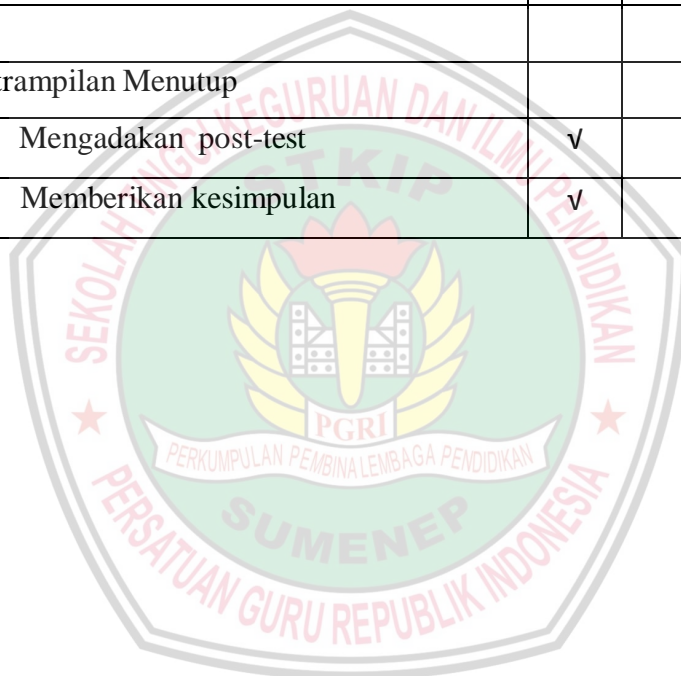 trampilan Menutup
Mengadakan post-test √
Memberikan kesimpulan √
SEKOLAH TINGGI KEGURUAN DAN ILMU PENDIDIKAN
STKIP
PGRI
PERKUMPULAN PEMBINA LEMBAGA PENDIDIKAN
SUMENEP
PERSATUAN GURU REPUBLIK INDONESIA